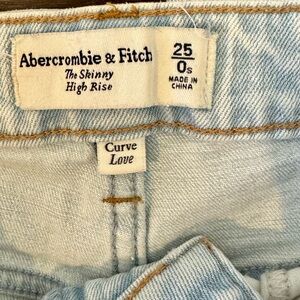 Abercrombie & Fitch
The Skinny
High Rise
25
0s
MADE IN
CHINA
Curve
Love